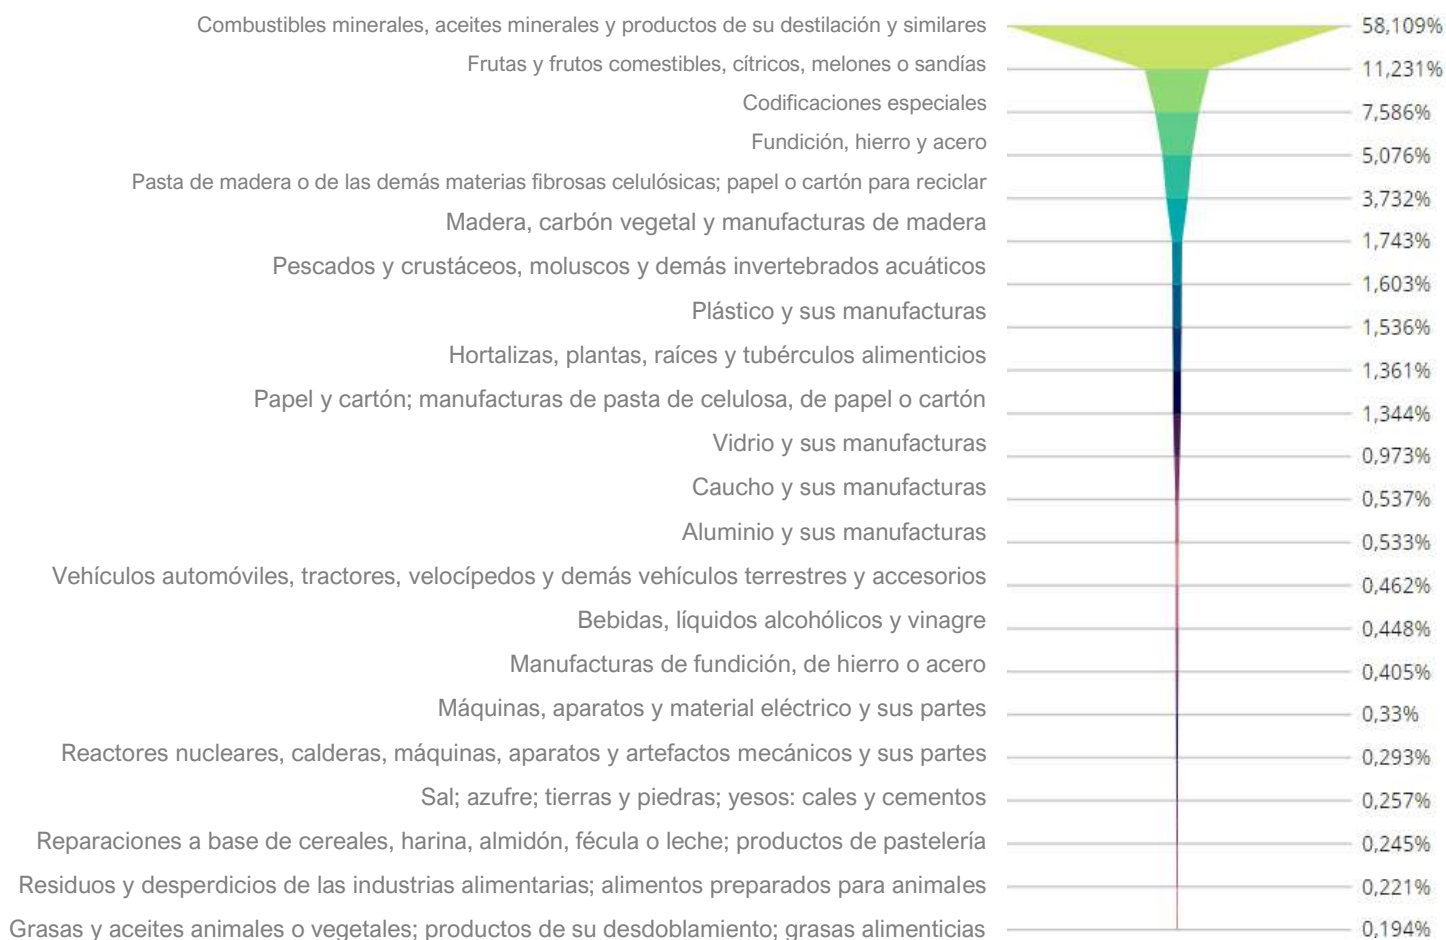 Combustibles minerales, aceites minerales y productos de su destilación y similares 58,109%
Frutas y frutos comestibles, cítricos, melones o sandías 11,231%
Codificaciones especiales 7,586%
Fundición, hierro y acero 5,076%
Pasta de madera o de las demás materias fibrosas celulósicas; papel o cartón para reciclar 3,732%
Madera, carbón vegetal y manufacturas de madera 1,743%
Pescados y crustáceos, moluscos y demás invertebrados acuáticos 1,603%
Plástico y sus manufacturas 1,536%
Hortalizas, plantas, raíces y tubérculos alimenticios 1,361%
Papel y cartón; manufacturas de pasta de celulosa, de papel o cartón 1,344%
Vidrio y sus manufacturas 0,973%
Caucho y sus manufacturas 0,537%
Aluminio y sus manufacturas 0,533%
Vehículos automóviles, tractores, velocípedos y demás vehículos terrestres y accesorios 0,462%
Bebidas, líquidos alcohólicos y vinagre 0,448%
Manufacturas de fundición, de hierro o acero 0,405%
Máquinas, aparatos y material eléctrico y sus partes 0,33%
Reactores nucleares, calderas, máquinas, aparatos y artefactos mecánicos y sus partes 0,293%
Sal; azufre; tierras y piedras; yesos: cales y cementos 0,257%
Reparaciones a base de cereales, harina, almidón, fécula o leche; productos de pastelería 0,245%
Residuos y desperdicios de las industrias alimentarias; alimentos preparados para animales 0,221%
Grasas y aceites animales o vegetales; productos de su desdoblamiento; grasas alimenticias 0,194%